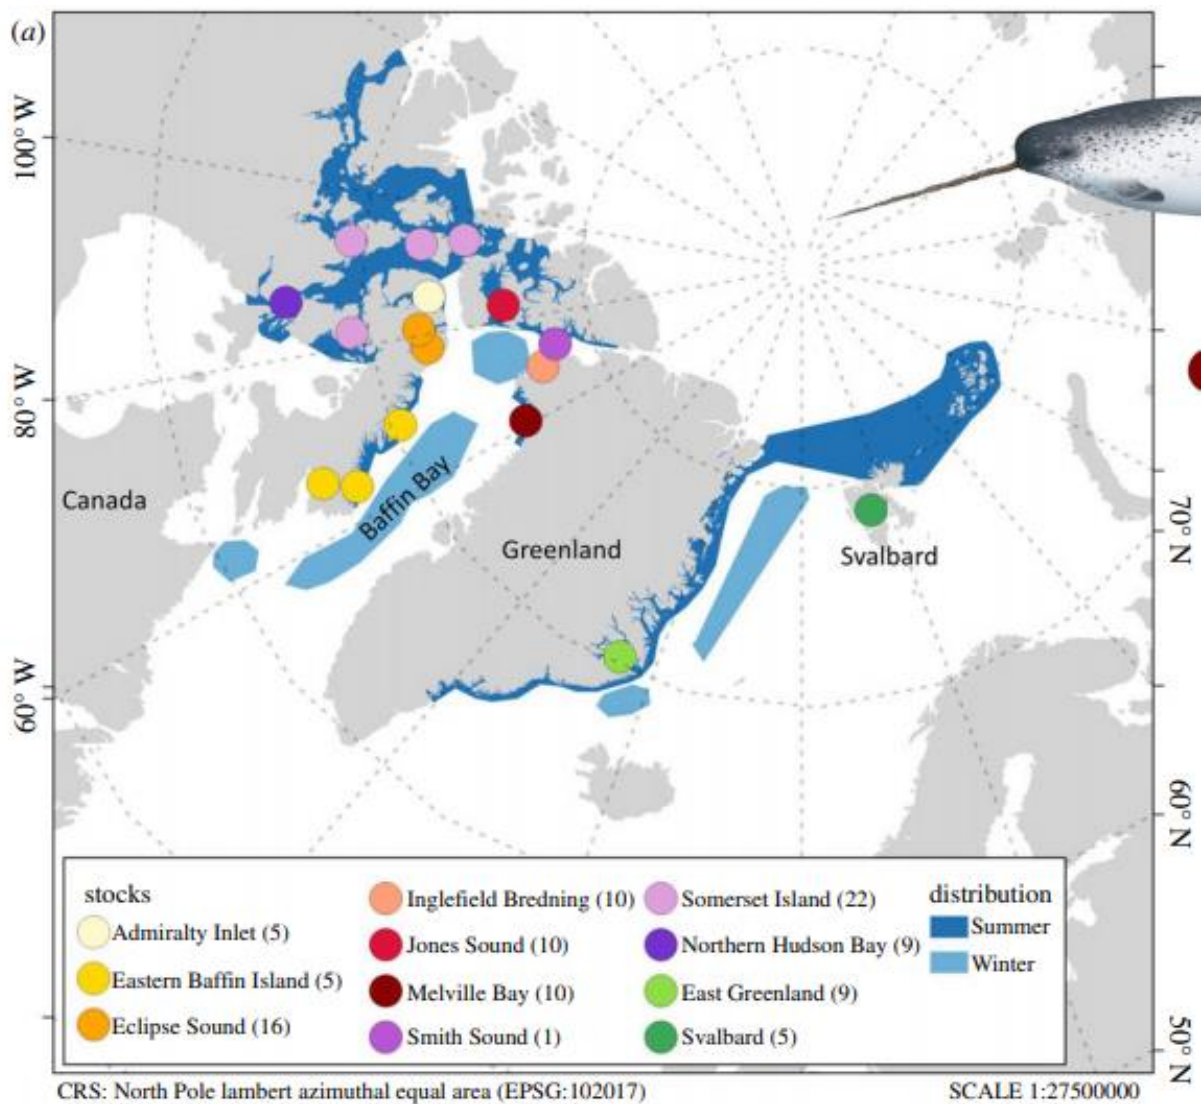 (a)
100° W
80° W
60° W
70° N
60° N
50° N
Canada
Baffin Bay
Greenland
Svalbard
stocks
Admiralty Inlet (5)
Eastern Baffin Island (5)
Eclipse Sound (16)
Inglefield Bredning (10)
Jones Sound (10)
Melville Bay (10)
Smith Sound (1)
Somerset Island (22)
Northern Hudson Bay (9)
East Greenland (9)
Svalbard (5)
distribution
Summer
Winter
CRS: North Pole lambert azimuthal equal area (EPSG:102017)
SCALE 1:27500000